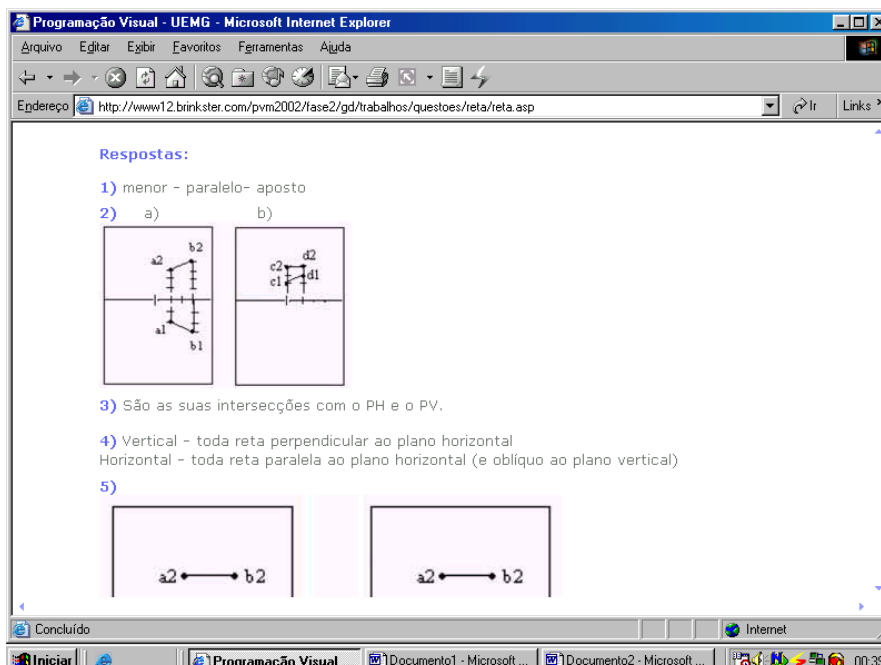 Programação Visual - UEMG - Microsoft Internet Explorer
Arquivo Editar Exibir Favoritos Ferramentas Ajuda
Endereço http://www12.brinkster.com/pvm2002/fase2/gd/trabalhos/questoes/reta/reta.asp Ir Links
Respostas:
1) menor - paralelo- aposto
2) a) b)
a2 b2
a1 b1
c2 d2
c1 d1
3) São as suas intersecções com o PH e o PV.
4) Vertical - toda reta perpendicular ao plano horizontal
Horizontal - toda reta paralela ao plano horizontal (e oblíquo ao plano vertical)
5)
a2 b2 a2 b2
Concluído Internet
Iniciar Programação Visual Documento1 - Microsoft ... Documento2 - Microsoft ... 00:39